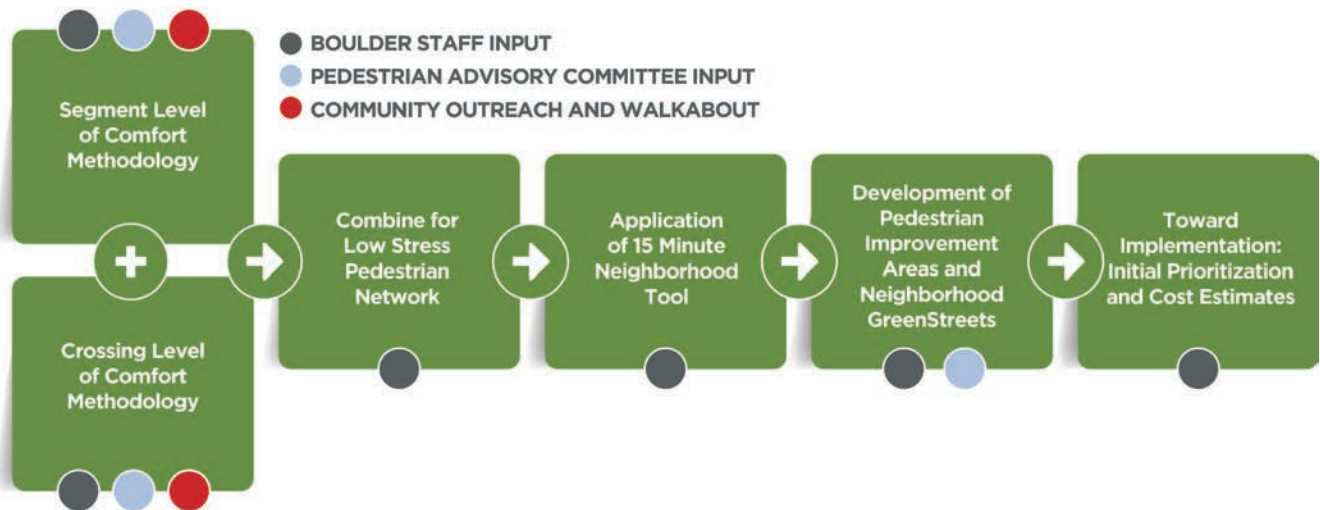 BOULDER STAFF INPUT
PEDESTRIAN ADVISORY COMMITTEE INPUT
COMMUNITY OUTREACH AND WALKABOUT
Segment Level
of Comfort
Methodology
Crossing Level
of Comfort
Methodology
Combine for
Low Stress
Pedestrian
Network
Application
of 15 Minute
Neighborhood
Tool
Development of
Pedestrian
Improvement
Areas and
Neighborhood
GreenStreets
Toward
Implementation:
Initial Prioritization
and Cost Estimates